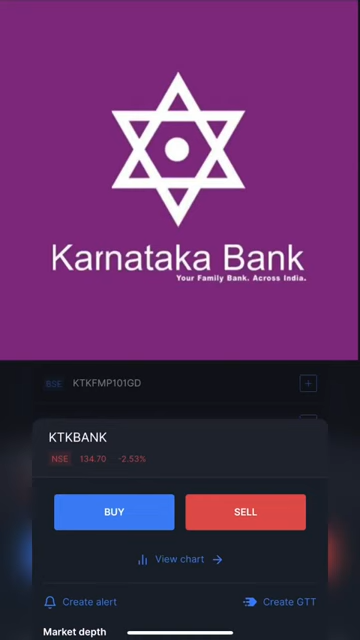 Karnataka Bank
Your Family Bank. Across India.
BSE KTKFMP101GD
KTKBANK
NSE 134.70 -2.53%
BUY SELL
View chart
Create alert Create GTT
Market depth